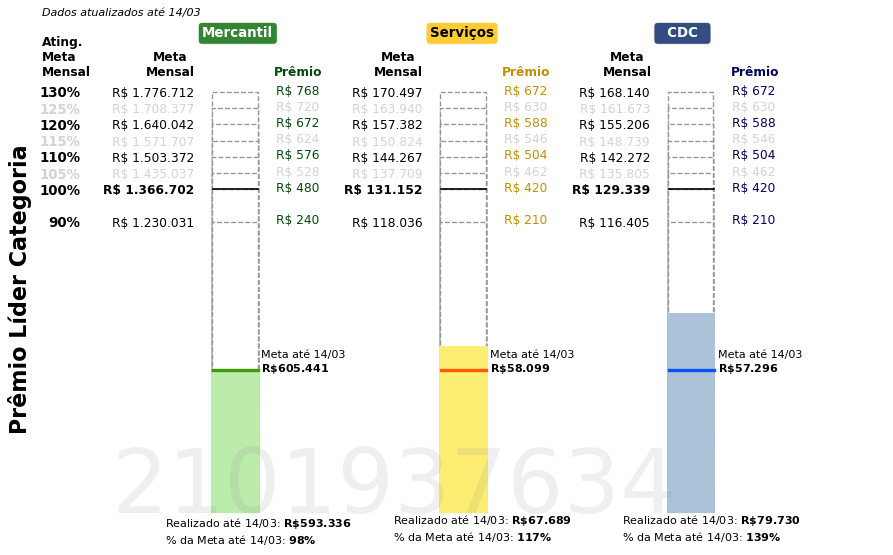 Dados atualizados até 14/03
Mercantil Serviços CDC
Ating. Meta Mensal Meta Mensal Prêmio Meta Mensal Prêmio Meta Mensal Prêmio
130% R$ 1.776.712 R$ 768 R$ 170.497 R$ 672 R$ 168.140 R$ 672
125% R$ 1.708.377 R$ 720 R$ 163.940 R$ 630 R$ 161.673 R$ 630
120% R$ 1.640.042 R$ 672 R$ 157.382 R$ 588 R$ 155.206 R$ 588
115% R$ 1.571.707 R$ 624 R$ 150.824 R$ 546 R$ 148.739 R$ 546
110% R$ 1.503.372 R$ 576 R$ 144.267 R$ 504 R$ 142.272 R$ 504
105% R$ 1.435.037 R$ 528 R$ 137.709 R$ 462 R$ 135.805 R$ 462
100% R$ 1.366.702 R$ 480 R$ 131.152 R$ 420 R$ 129.339 R$ 420
90% R$ 1.230.031 R$ 240 R$ 118.036 R$ 210 R$ 116.405 R$ 210
Prêmio Líder Categoria
Meta até 14/03 Meta até 14/03 Meta até 14/03
R$605.441 R$58.099 R$57.296
2101937634
Realizado até 14/03: R$593.336 Realizado até 14/03: R$67.689 Realizado até 14/03: R$79.730
% da Meta até 14/03: 98% % da Meta até 14/03: 117% % da Meta até 14/03: 139%